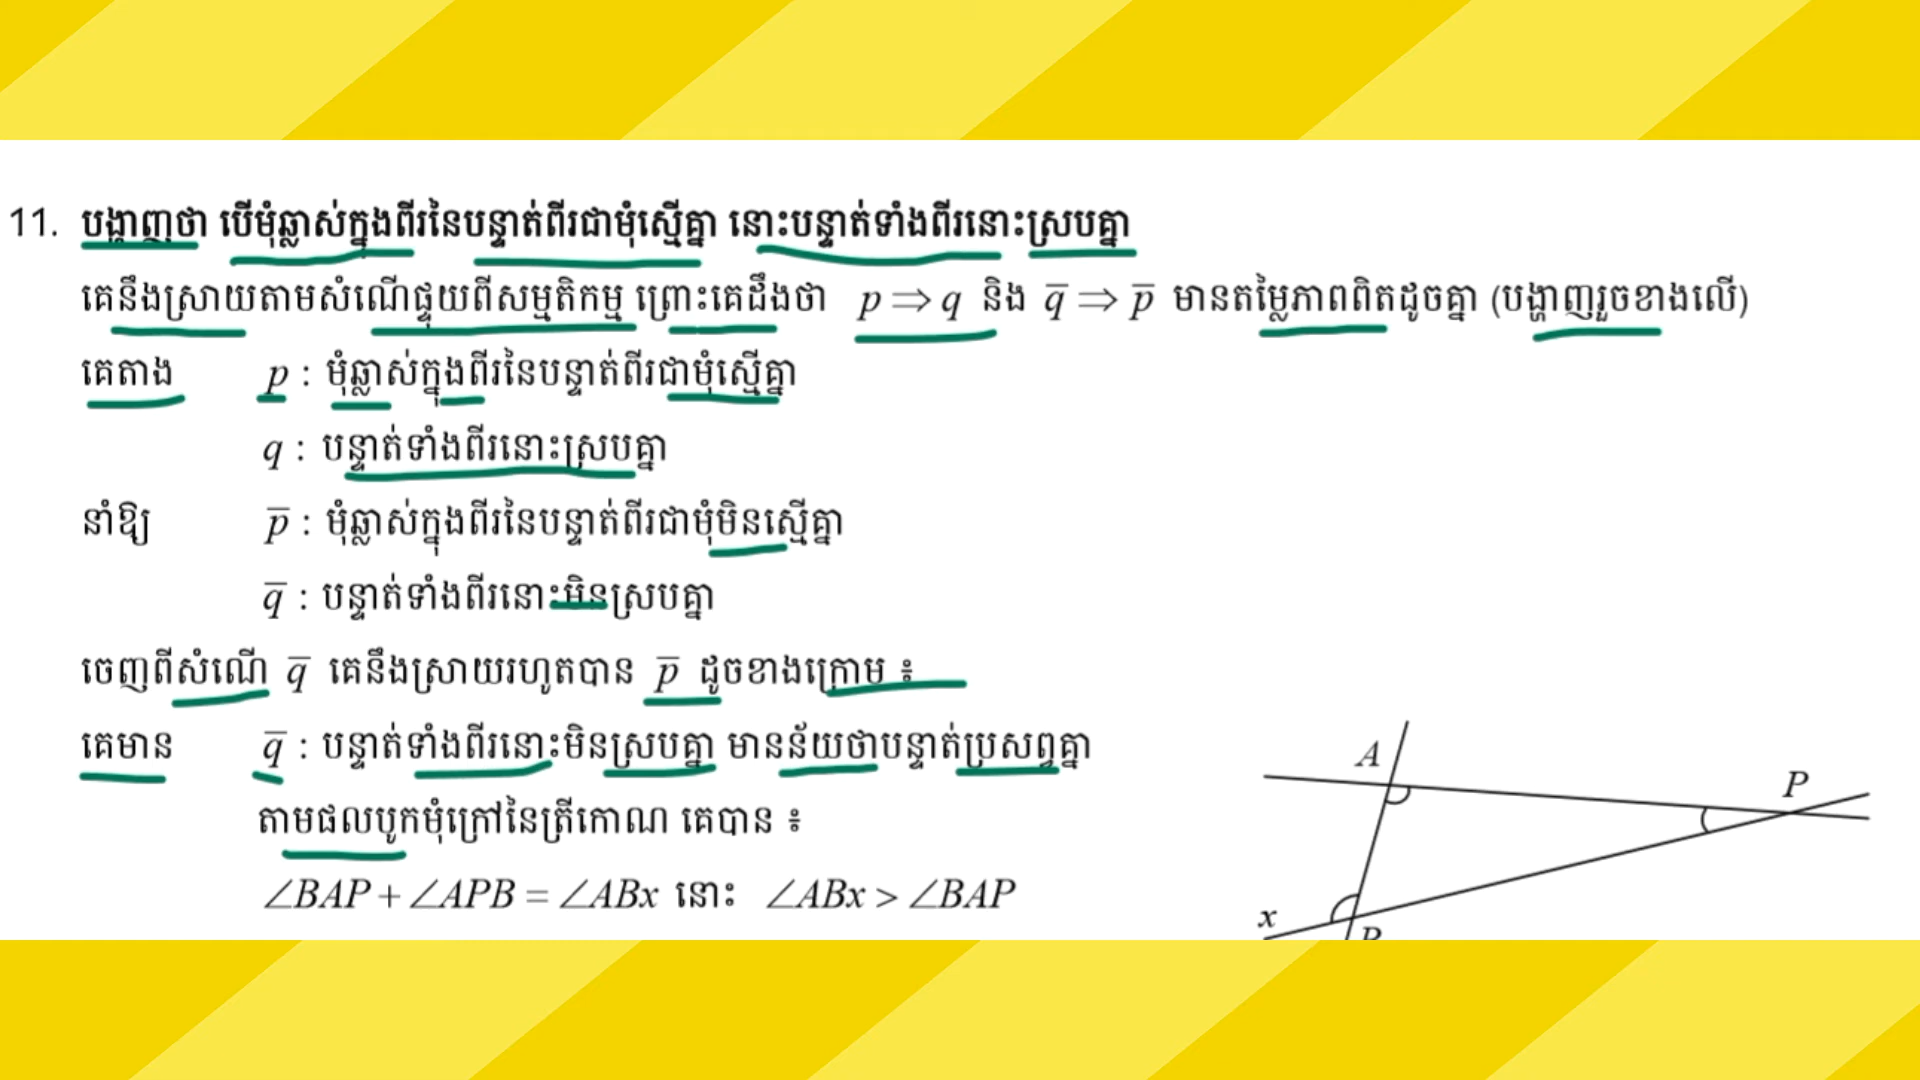 11. បង្ហាញថា បើមុំឆ្លាស់ក្នុងពីរនៃបន្ទាត់ពីរជាមុំស្មើគ្នា នោះបន្ទាត់ទាំងពីរនោះស្របគ្នា
គេនឹងស្រាយតាមសំណើផ្ទុយពីសម្មតិកម្ម ព្រោះគេដឹងថា p ⇒ q និង q̅ ⇒ p̅ មានតម្លៃភាពពិតដូចគ្នា (បង្ហាញរួចខាងលើ)
គេតាង p : មុំឆ្លាស់ក្នុងពីរនៃបន្ទាត់ពីរជាមុំស្មើគ្នា
q : បន្ទាត់ទាំងពីរនោះស្របគ្នា
នាំឱ្យ p̅ : មុំឆ្លាស់ក្នុងពីរនៃបន្ទាត់ពីរជាមុំមិនស្មើគ្នា
q̅ : បន្ទាត់ទាំងពីរនោះមិនស្របគ្នា
ចេញពីសំណើ q̅ គេនឹងស្រាយរហូតបាន p̅ ដូចខាងក្រោម ៖
គេមាន q̅ : បន្ទាត់ទាំងពីរនោះមិនស្របគ្នា មានន័យថាបន្ទាត់ប្រសព្វគ្នា
តាមផលបូកមុំក្រៅនៃត្រីកោណ គេបាន ៖
∠BAP + ∠APB = ∠ABx នោះ ∠ABx > ∠BAP
A
P
x
B